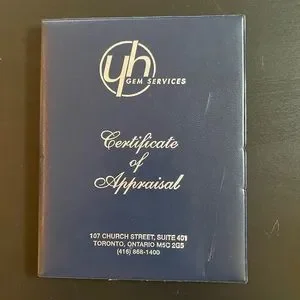 yh
GEM SERVICES
Certificate
of
Appraisal
107 CHURCH STREET, SUITE 401
TORONTO, ONTARIO M5C 2G5
(416) 868-1400